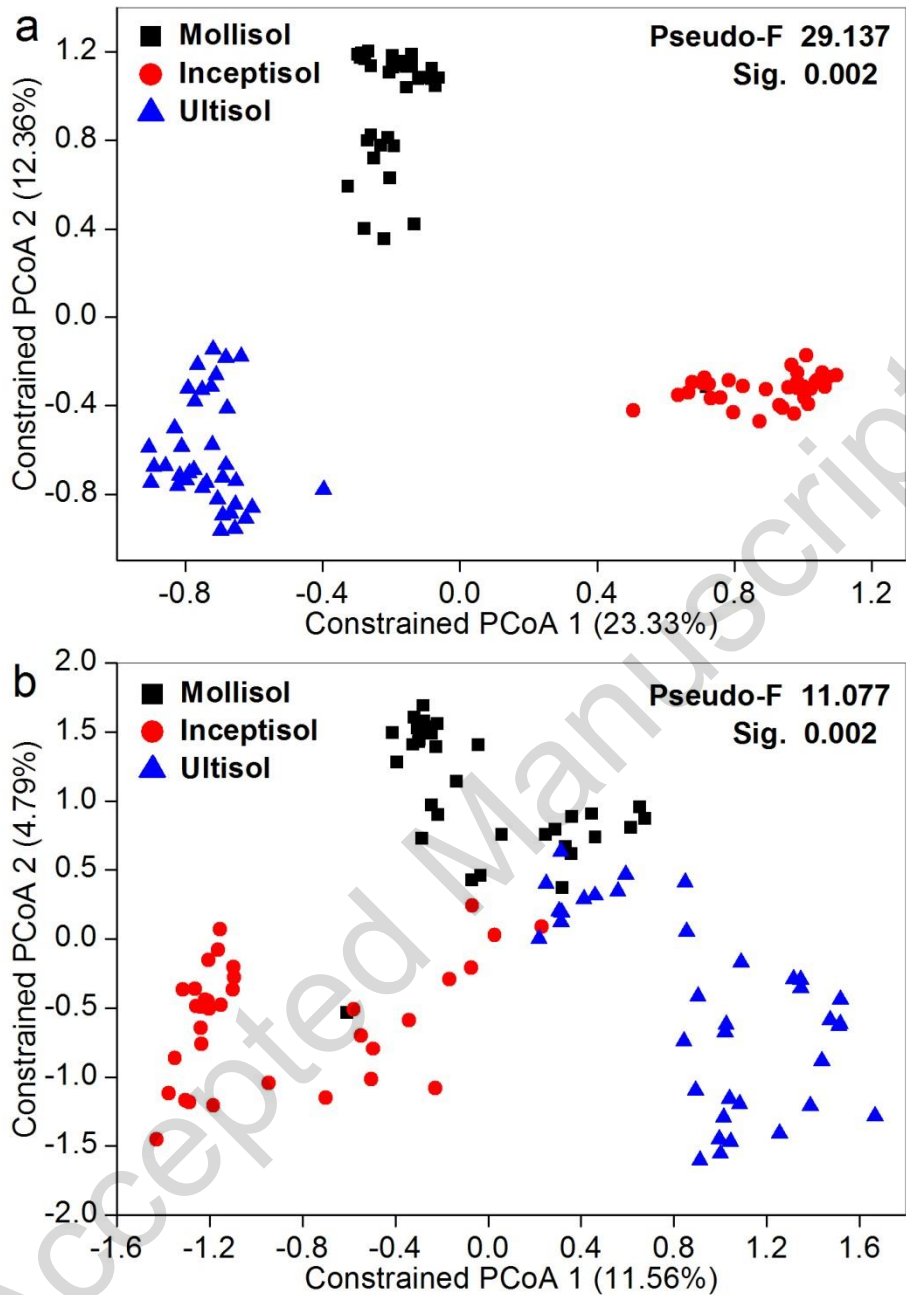 a
Mollisol
Inceptisol
Ultisol
Pseudo-F 29.137
Sig. 0.002
1.2
0.8
0.4
0.0
-0.4
-0.8
Constrained PCoA 2 (12.36%)
-0.8 -0.4 0.0 0.4 0.8 1.2
Constrained PCoA 1 (23.33%)
b
Mollisol
Inceptisol
Ultisol
Pseudo-F 11.077
Sig. 0.002
2.0
1.5
1.0
0.5
0.0
-0.5
-1.0
-1.5
-2.0
Constrained PCoA 2 (4.79%)
-1.6 -1.2 -0.8 -0.4 0.0 0.4 0.8 1.2 1.6
Constrained PCoA 1 (11.56%)
Accepted Manuscript